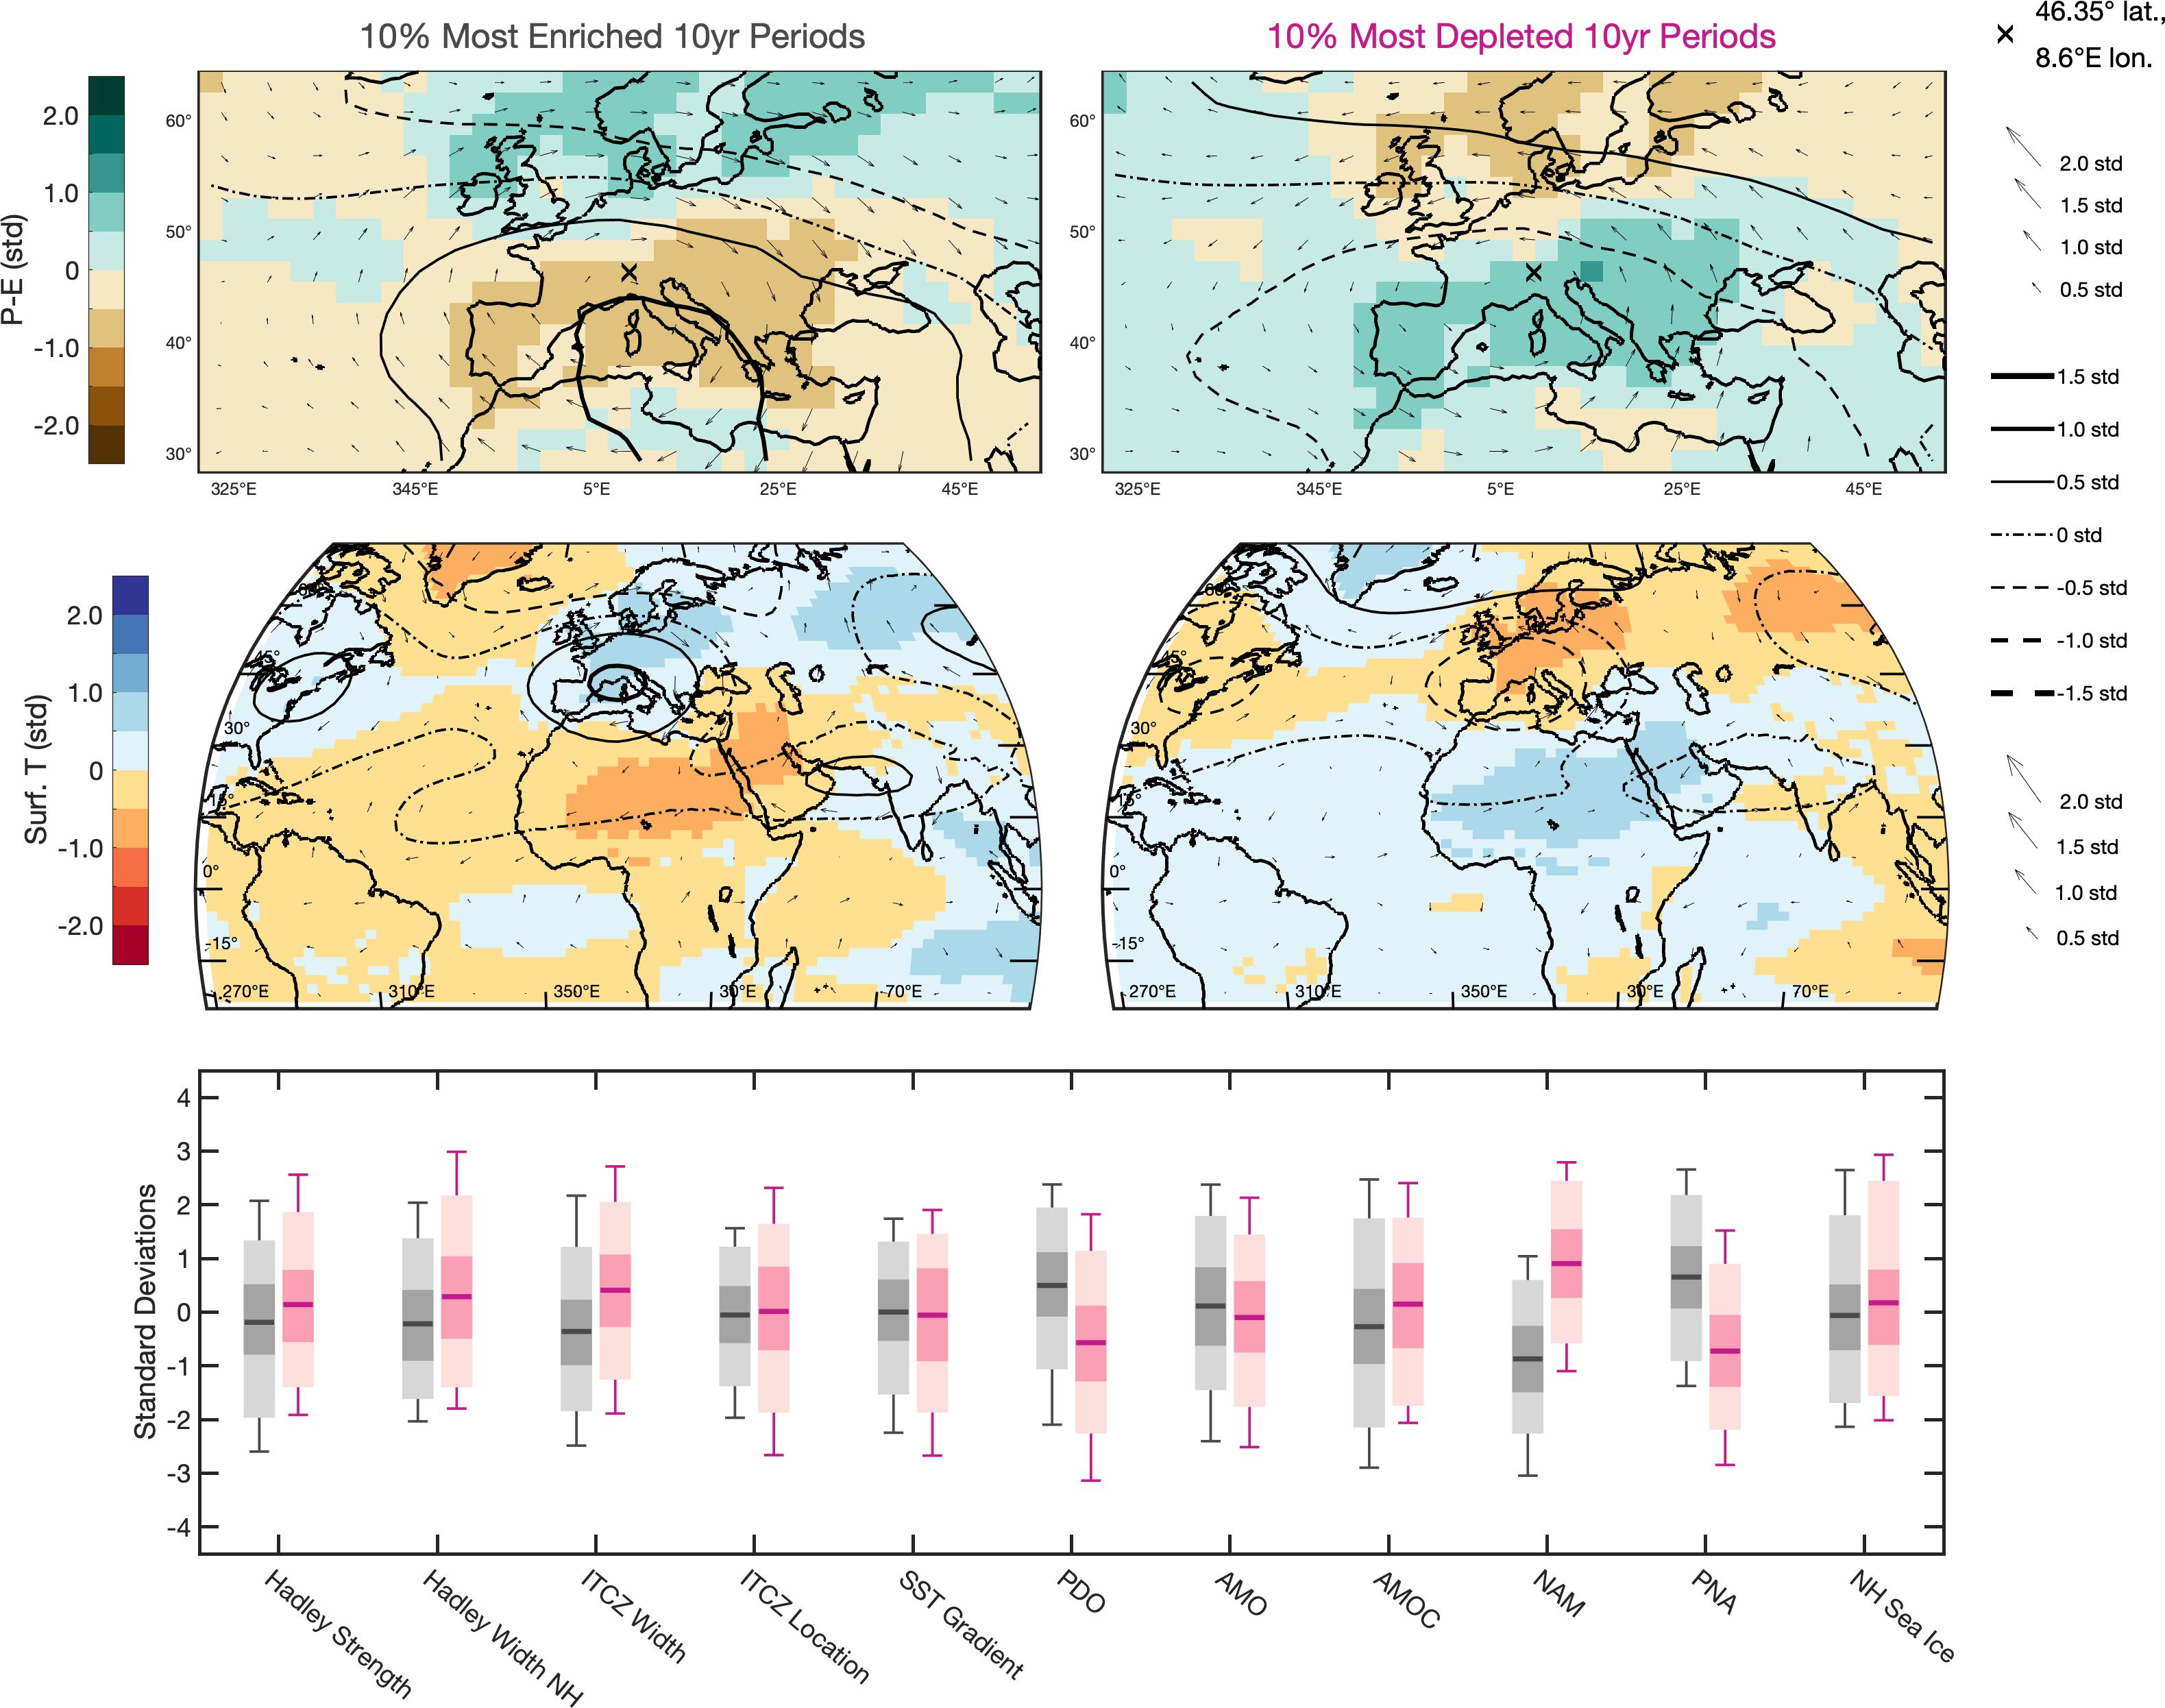 10% Most Enriched 10yr Periods
10% Most Depleted 10yr Periods
46.35° lat.,
8.6°E lon.
P-E (std)
2.0
1.0
0
-1.0
-2.0
60°
50°
40°
30°
325°E
345°E
5°E
25°E
45°E
60°
50°
40°
30°
325°E
345°E
5°E
25°E
45°E
2.0 std
1.5 std
1.0 std
0.5 std
1.5 std
1.0 std
0.5 std
0 std
-0.5 std
-1.0 std
-1.5 std
Surf. T (std)
2.0
1.0
0
-1.0
-2.0
60°
45°
30°
15°
0°
-15°
270°E
310°E
350°E
30°E
70°E
60°
45°
30°
15°
0°
-15°
270°E
310°E
350°E
30°E
70°E
2.0 std
1.5 std
1.0 std
0.5 std
Standard Deviations
4
3
2
1
0
-1
-2
-3
-4
Hadley Strength
Hadley Width NH
ITCZ Width
ITCZ Location
SST Gradient
PDO
AMO
AMOC
NAM
PNA
NH Sea Ice